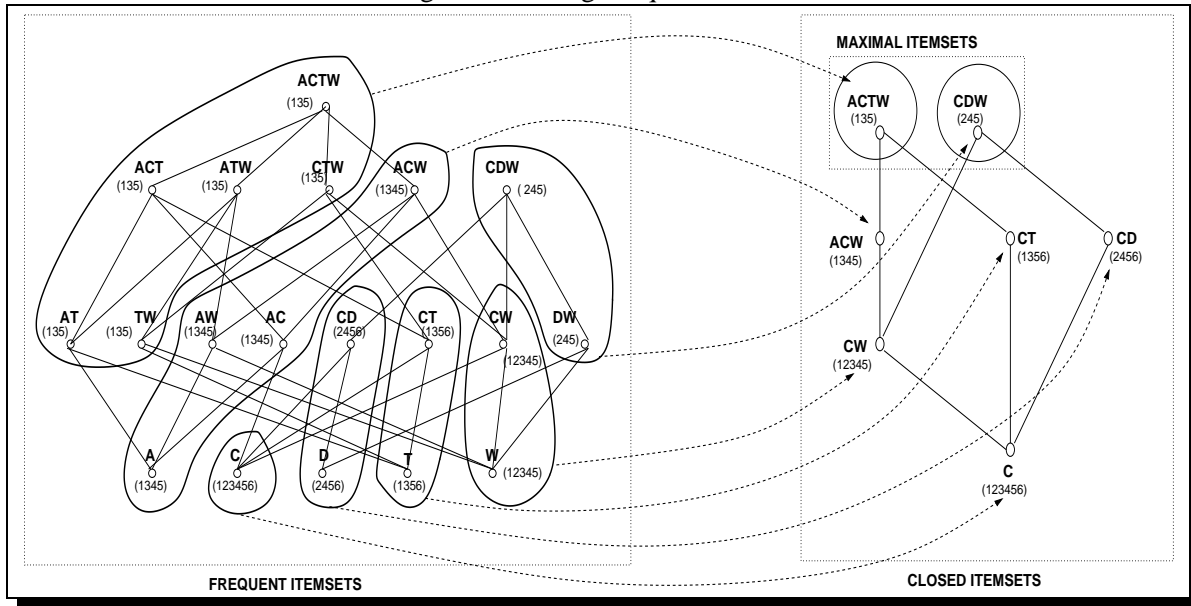 MAXIMAL ITEMSETS
ACTW
(135)
ACTW
(135)
CDW
(245)
ACT
(135)
ATW
(135)
CTW
(135)
ACW
(1345)
CDW
( 245)
ACW
(1345)
CT
(1356)
CD
(2456)
AT
(135)
TW
(135)
AW
(1345)
AC
(1345)
CD
(2456)
CT
(1356)
CW
(12345)
DW
(245)
CW
(12345)
A
(1345)
C
(123456)
D
(2456)
T
(1356)
W
(12345)
C
(123456)
FREQUENT ITEMSETS
CLOSED ITEMSETS